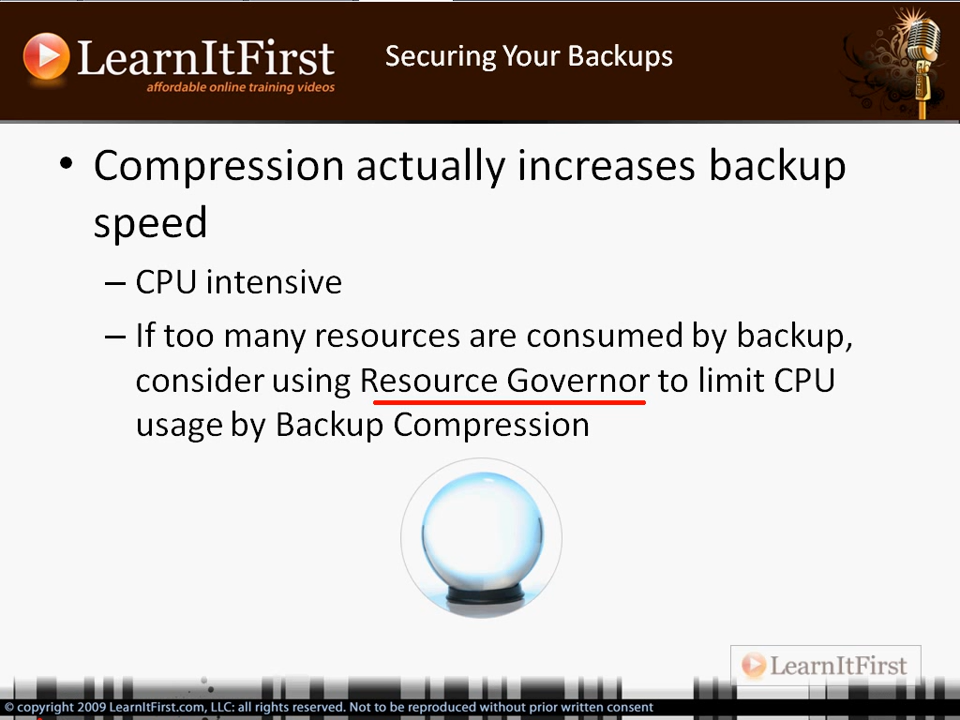 LearnItFirst
affordable online training videos
Securing Your Backups
• Compression actually increases backup
speed
– CPU intensive
– If too many resources are consumed by backup,
consider using Resource Governor to limit CPU
usage by Backup Compression
LearnItFirst
© copyright 2009 LearnItFirst.com, LLC: all rights reserved. Not to be reproduced without prior written consent